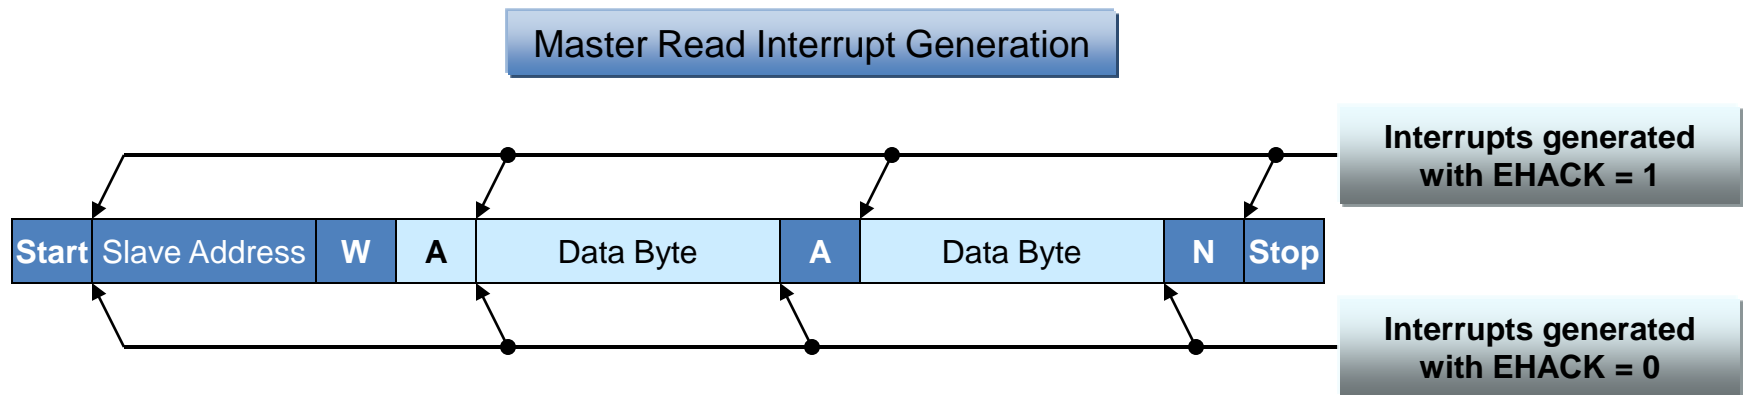 Master Read Interrupt Generation
Interrupts generated
with EHACK = 1
Start Slave Address W A Data Byte A Data Byte N Stop
Interrupts generated
with EHACK = 0